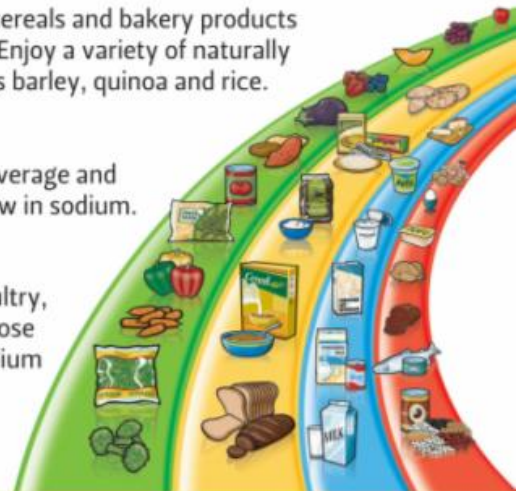 ereals and bakery products
Enjoy a variety of naturally
s barley, quinoa and rice.
verage and
w in sodium.
ltry,
ose
ium
Cereal
MILK